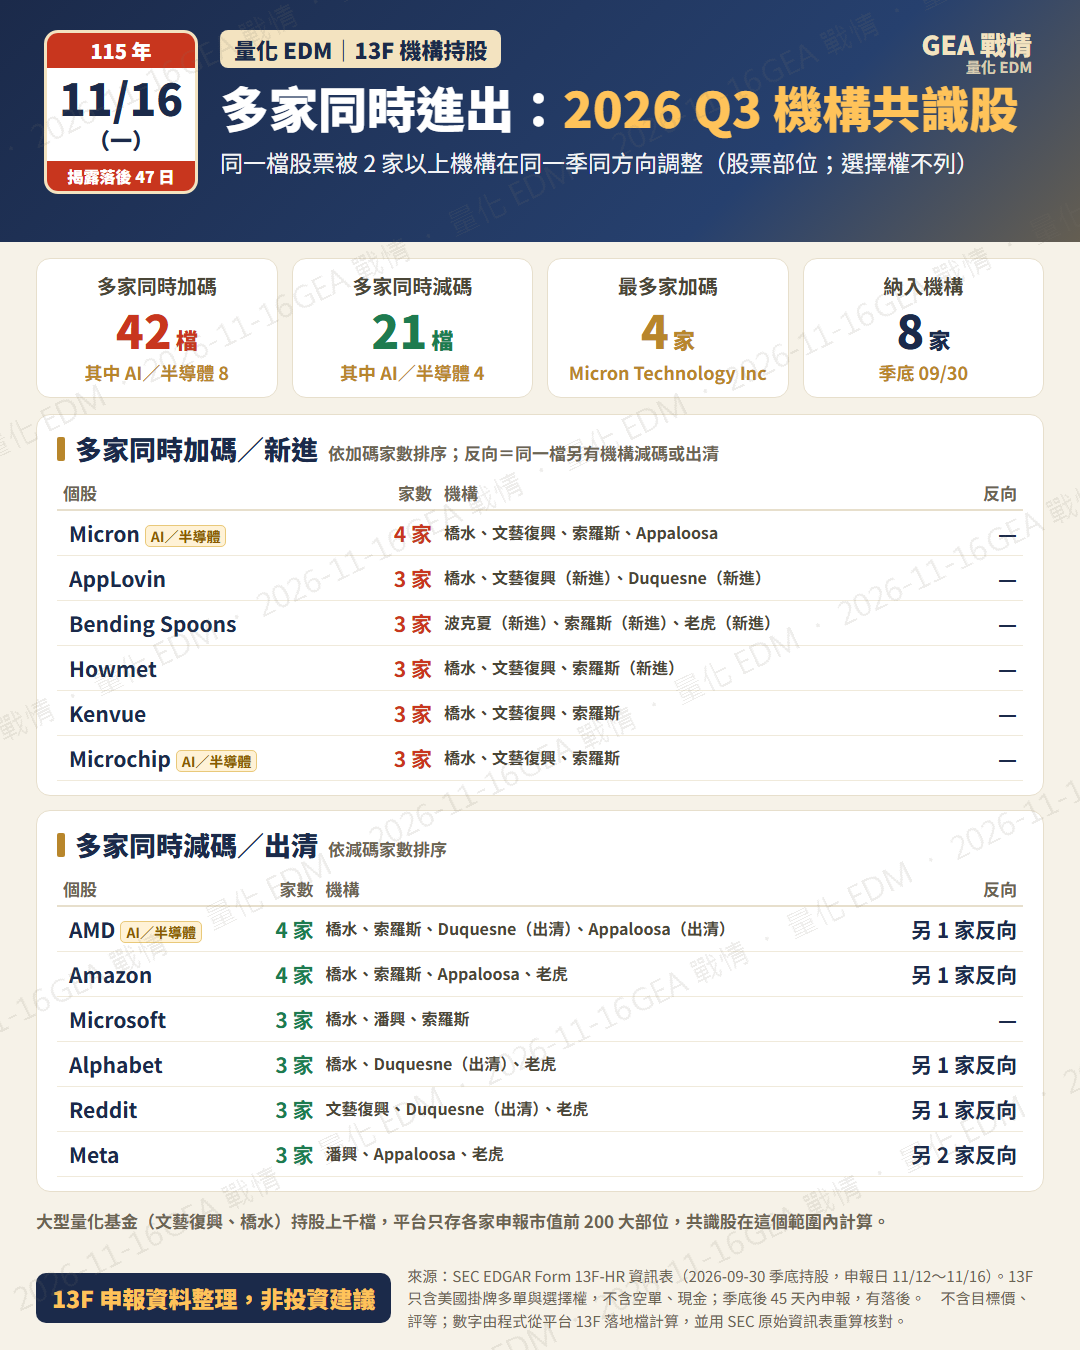 115 年
11/16
（一）
揭露落後 47 日
量化 EDM｜13F 機構持股
多家同時進出：2026 Q3 機構共識股
同一檔股票被 2 家以上機構在同一季同方向調整（股票部位；選擇權不列）
GEA 戰情
量化 EDM
多家同時加碼
42 檔
其中 AI／半導體 8
多家同時減碼
21 檔
其中 AI／半導體 4
最多家加碼
4 家
Micron Technology Inc
納入機構
8 家
季底 09/30
多家同時加碼／新進 依加碼家數排序；反向＝同一檔另有機構減碼或出清
個股 家數 機構 反向
Micron AI／半導體 4 家 橋水、文藝復興、索羅斯、Appaloosa —
AppLovin 3 家 橋水、文藝復興（新進）、Duquesne（新進） —
Bending Spoons 3 家 波克夏（新進）、索羅斯（新進）、老虎（新進） —
Howmet 3 家 橋水、文藝復興、索羅斯（新進） —
Kenvue 3 家 橋水、文藝復興、索羅斯 —
Microchip AI／半導體 3 家 橋水、文藝復興、索羅斯 —
多家同時減碼／出清 依減碼家數排序
個股 家數 機構 反向
AMD AI／半導體 4 家 橋水、索羅斯、Duquesne（出清）、Appaloosa（出清） 另 1 家反向
Amazon 4 家 橋水、索羅斯、Appaloosa、老虎 另 1 家反向
Microsoft 3 家 橋水、潘興、索羅斯 —
Alphabet 3 家 橋水、Duquesne（出清）、老虎 另 1 家反向
Reddit 3 家 文藝復興、Duquesne（出清）、老虎 另 1 家反向
Meta 3 家 潘興、Appaloosa、老虎 另 2 家反向
大型量化基金（文藝復興、橋水）持股上千檔，平台只存各家申報市值前 200 大部位，共識股在這個範圍內計算。
13F 申報資料整理，非投資建議
來源：SEC EDGAR Form 13F-HR 資訊表（2026-09-30 季底持股，申報日 11/12～11/16）。13F
只含美國掛牌多單與選擇權，不含空單、現金；季底後 45 天內申報，有落後。　不含目標價、
評等；數字由程式從平台 13F 落地檔計算，並用 SEC 原始資訊表重算核對。